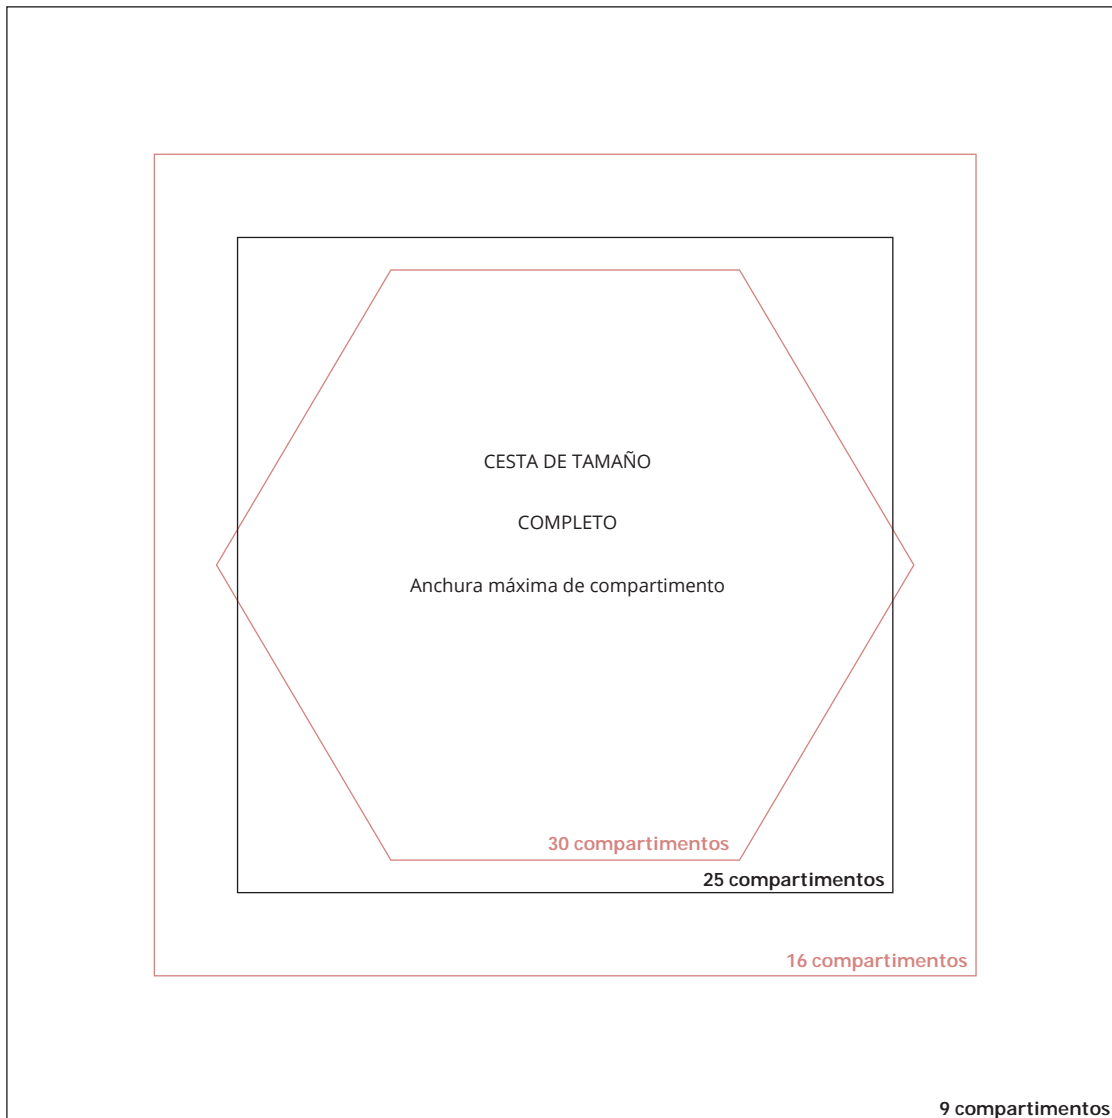 CESTA DE TAMAÑO
COMPLETO
Anchura máxima de compartimento
30 compartimentos
25 compartimentos
16 compartimentos
9 compartimentos